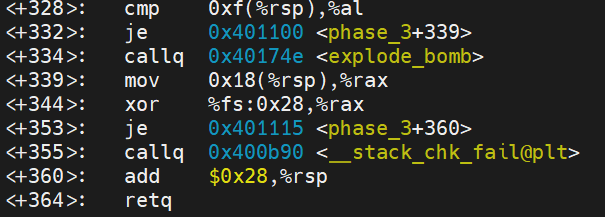 <+328>: cmp 0xf(%rsp),%al
<+332>: je 0x401100 <phase_3+339>
<+334>: callq 0x40174e <explode_bomb>
<+339>: mov 0x18(%rsp),%rax
<+344>: xor %fs:0x28,%rax
<+353>: je 0x401115 <phase_3+360>
<+355>: callq 0x400b90 <__stack_chk_fail@plt>
<+360>: add $0x28,%rsp
<+364>: retq